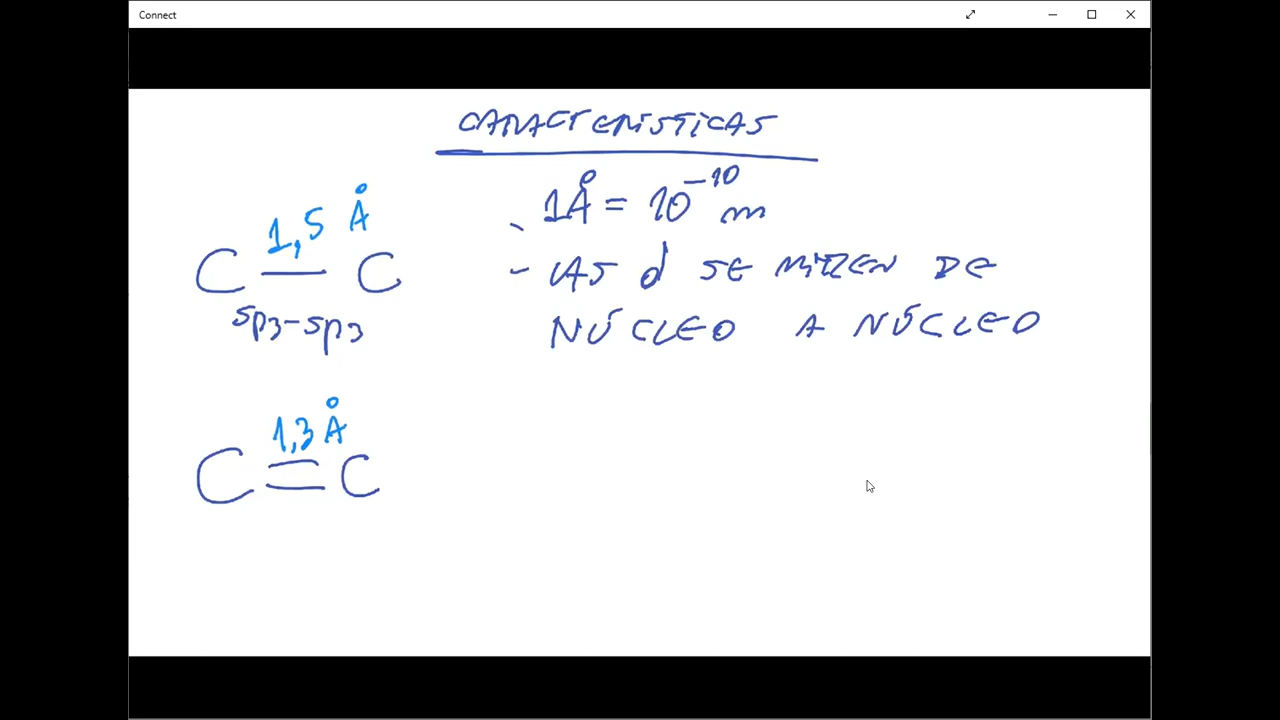 Connect
CARACTERíSTICAS
1Å = 10⁻¹⁰ m
1,5 Å
C — C
sp3-sp3
- LAS d SE MIDEN DE
NÚCLEO A NÚCLEO
1,3 Å
C = C